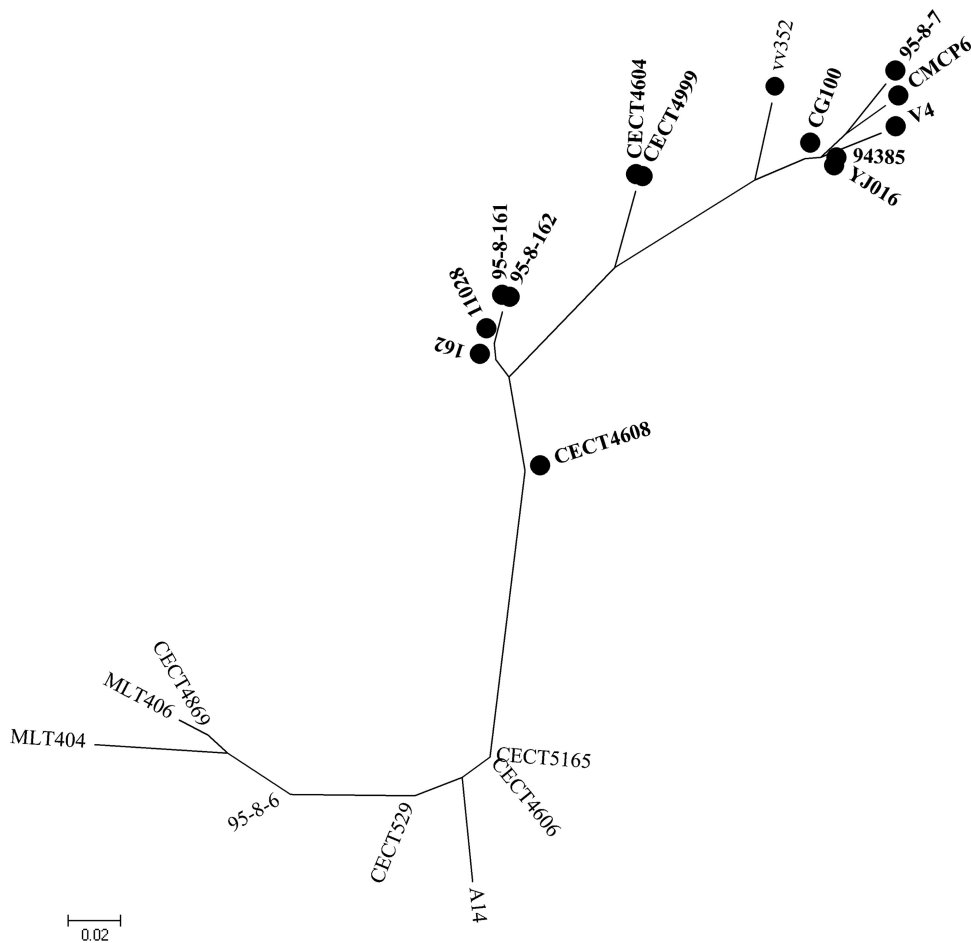 95-8-7
CMCP6
vv352
V4
CG100
CECT4604
CECT4999
94385
YJ016
95-8-161
95-8-162
11028
162
CECT4608
CECT4869
MLT406
MLT404
CECT5165
CECT4606
95-8-6
CECT529
A14
0.02